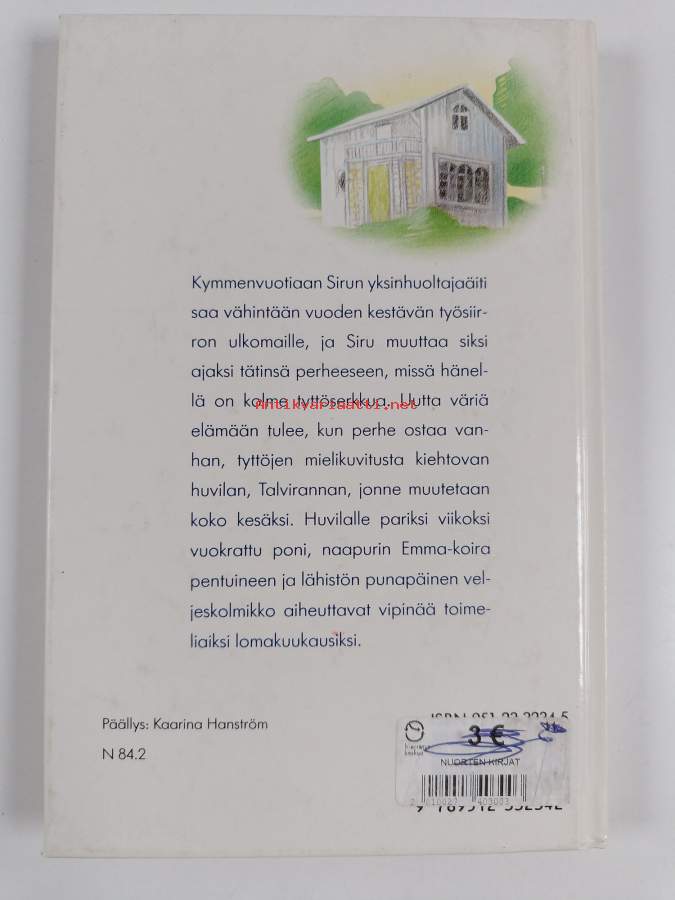 Kymmenvuotiaan Sirun yksinhuoltajaäiti
saa vähintään vuoden kestävän työsiir-
ron ulkomaille, ja Siru muuttaa siksi
ajaksi tätinsä perheeseen, missä hänel-
lä on kolme tyttöserkkua. Uutta väriä
Antikvariaatti.net
elämään tulee, kun perhe ostaa van-
han, tyttöjen mielikuvitusta kiehtovan
huvilan, Talvirannan, jonne muutetaan
koko kesäksi. Huvilalle pariksi viikoksi
vuokrattu poni, naapurin Emma-koira
pentuineen ja lähistön punapäinen vel-
jeskolmikko aiheuttavat vipinää toime-
liaiksi lomakuukausiksi.
Päällys: Kaarina Hanström
N 84.2
3 €
NUORTEN KIRJAT